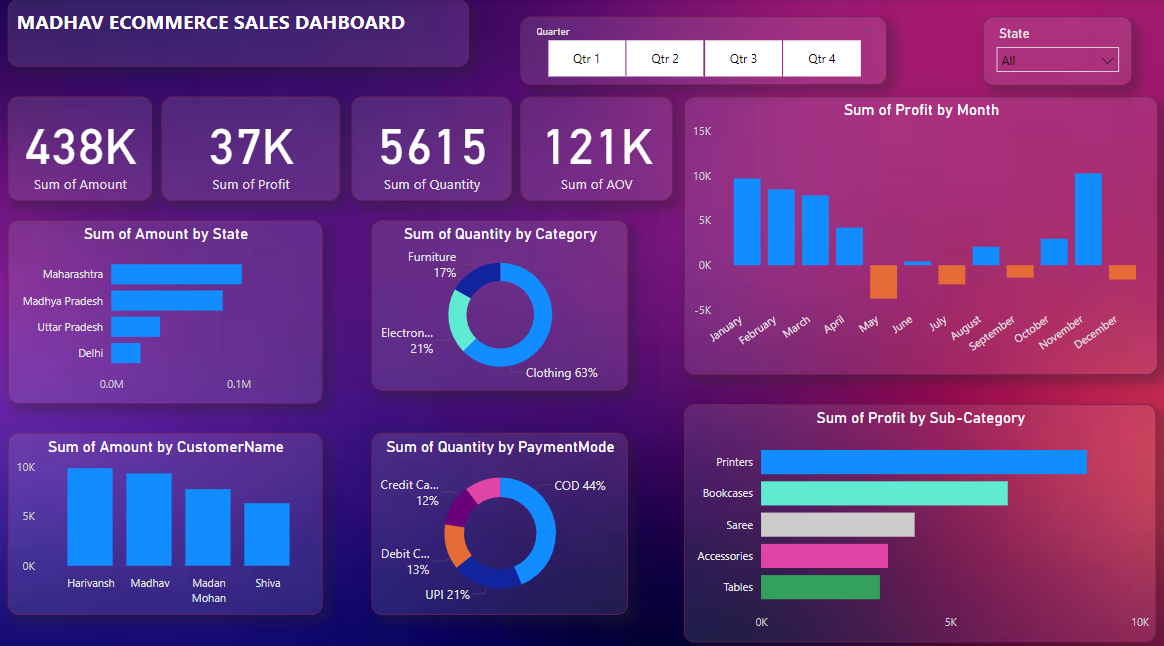 MADHAV ECOMMERCE SALES DAHBOARD
Quarter
Qtr 1
Qtr 2
Qtr 3
Qtr 4
State
All
438K
Sum of Amount
37K
Sum of Profit
5615
Sum of Quantity
121K
Sum of AOV
Sum of Profit by Month
15K
10K
5K
0K
-5K
January
February
March
April
May
June
July
August
September
October
November
December
Sum of Amount by State
Maharashtra
Madhya Pradesh
Uttar Pradesh
Delhi
0.0M
0.1M
Sum of Quantity by Category
Furniture
17%
Electron...
21%
Clothing 63%
Sum of Amount by CustomerName
10K
5K
0K
Harivansh
Madhav
Madan
Mohan
Shiva
Sum of Quantity by PaymentMode
Credit Ca...
12%
COD 44%
Debit C...
13%
UPI 21%
Sum of Profit by Sub-Category
Printers
Bookcases
Saree
Accessories
Tables
0K
5K
10K